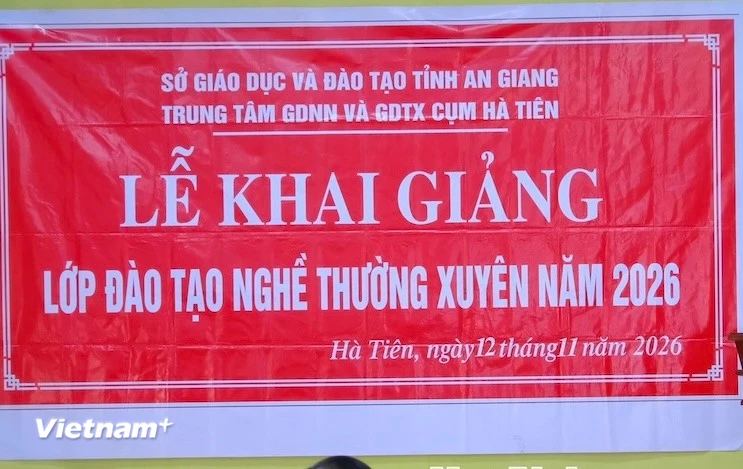 SỞ GIÁO DỤC VÀ ĐÀO TẠO TỈNH AN GIANG
TRUNG TÂM GDNN VÀ GDTX CỤM HÀ TIÊN
LỄ KHAI GIẢNG
LỚP ĐÀO TẠO NGHỀ THƯỜNG XUYÊN NĂM 2026
Hà Tiên, ngày12 tháng11 năm 2026
Vietnam+